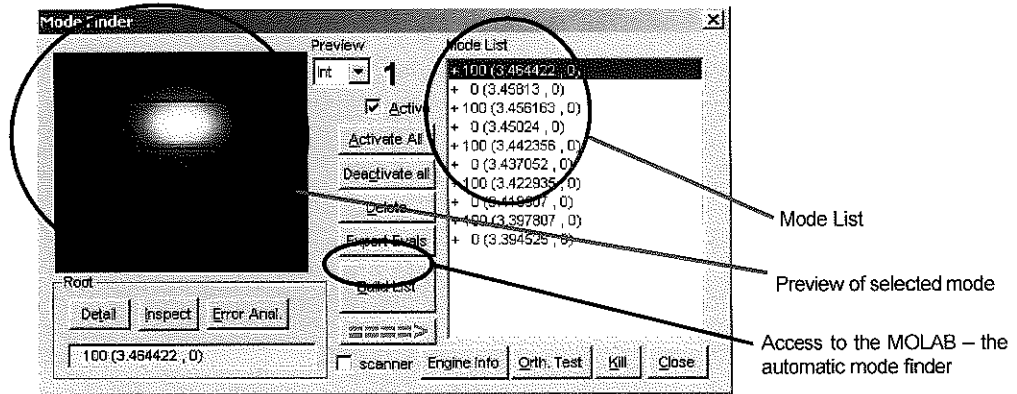 Mode Finder
Preview
Int
1
Active
Activate All
Deactivate all
Delete
Export Evals
Build List
====>
Mode List
+ 100 (3.464422 , 0)
+ 0 (3.45813 , 0)
+ 100 (3.456163 , 0)
+ 0 (3.45024 , 0)
+ 100 (3.442356 , 0)
+ 0 (3.437052 , 0)
+ 100 (3.422935 , 0)
+ 0 ( , 0)
+ 100 (3.397807 , 0)
+ 0 (3.394525 , 0)
Root
Detail
Inspect
Error Anal.
100 (3.464422 , 0)
scanner
Engine Info
Orth. Test
Kill
Close
Mode List
Preview of selected mode
Access to the MOLAB – the
automatic mode finder